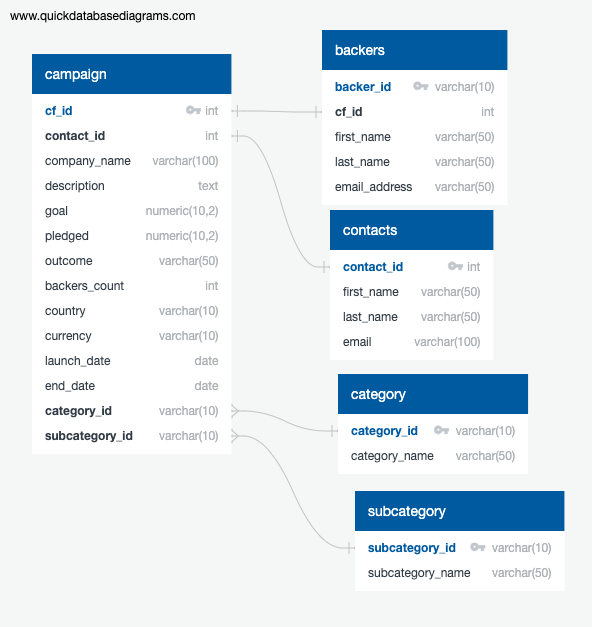 www.quickdatabasediagrams.com
campaign
cf_id int
contact_id int
company_name varchar(100)
description text
goal numeric(10,2)
pledged numeric(10,2)
outcome varchar(50)
backers_count int
country varchar(10)
currency varchar(10)
launch_date date
end_date date
category_id varchar(10)
subcategory_id varchar(10)
backers
backer_id varchar(10)
cf_id int
first_name varchar(50)
last_name varchar(50)
email_address varchar(50)
contacts
contact_id int
first_name varchar(50)
last_name varchar(50)
email varchar(100)
category
category_id varchar(10)
category_name varchar(50)
subcategory
subcategory_id varchar(10)
subcategory_name varchar(50)